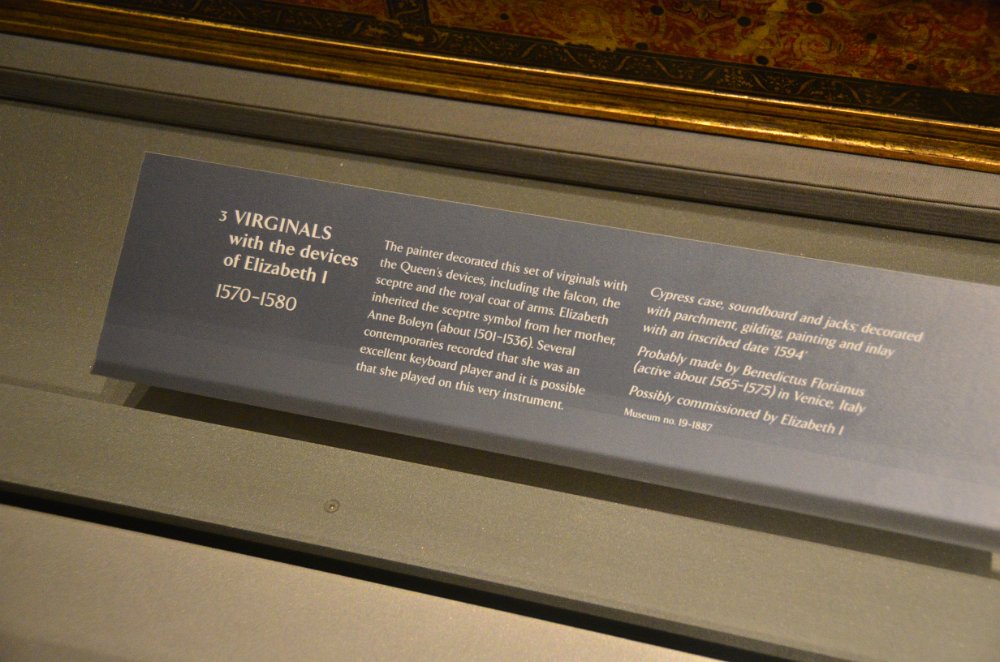 3 VIRGINALS
with the devices
of Elizabeth I
1570–1580
The painter decorated this set of virginals with
the Queen's devices, including the falcon, the
sceptre and the royal coat of arms. Elizabeth
inherited the sceptre symbol from her mother,
Anne Boleyn (about 1501–1536). Several
contemporaries recorded that she was an
excellent keyboard player and it is possible
that she played on this very instrument.
Cypress case, soundboard and jacks; decorated
with parchment, gilding, painting and inlay
with an inscribed date '1594'
Probably made by Benedictus Florianus
(active about 1565–1575) in Venice, Italy
Possibly commissioned by Elizabeth I
Museum no. 19-1887